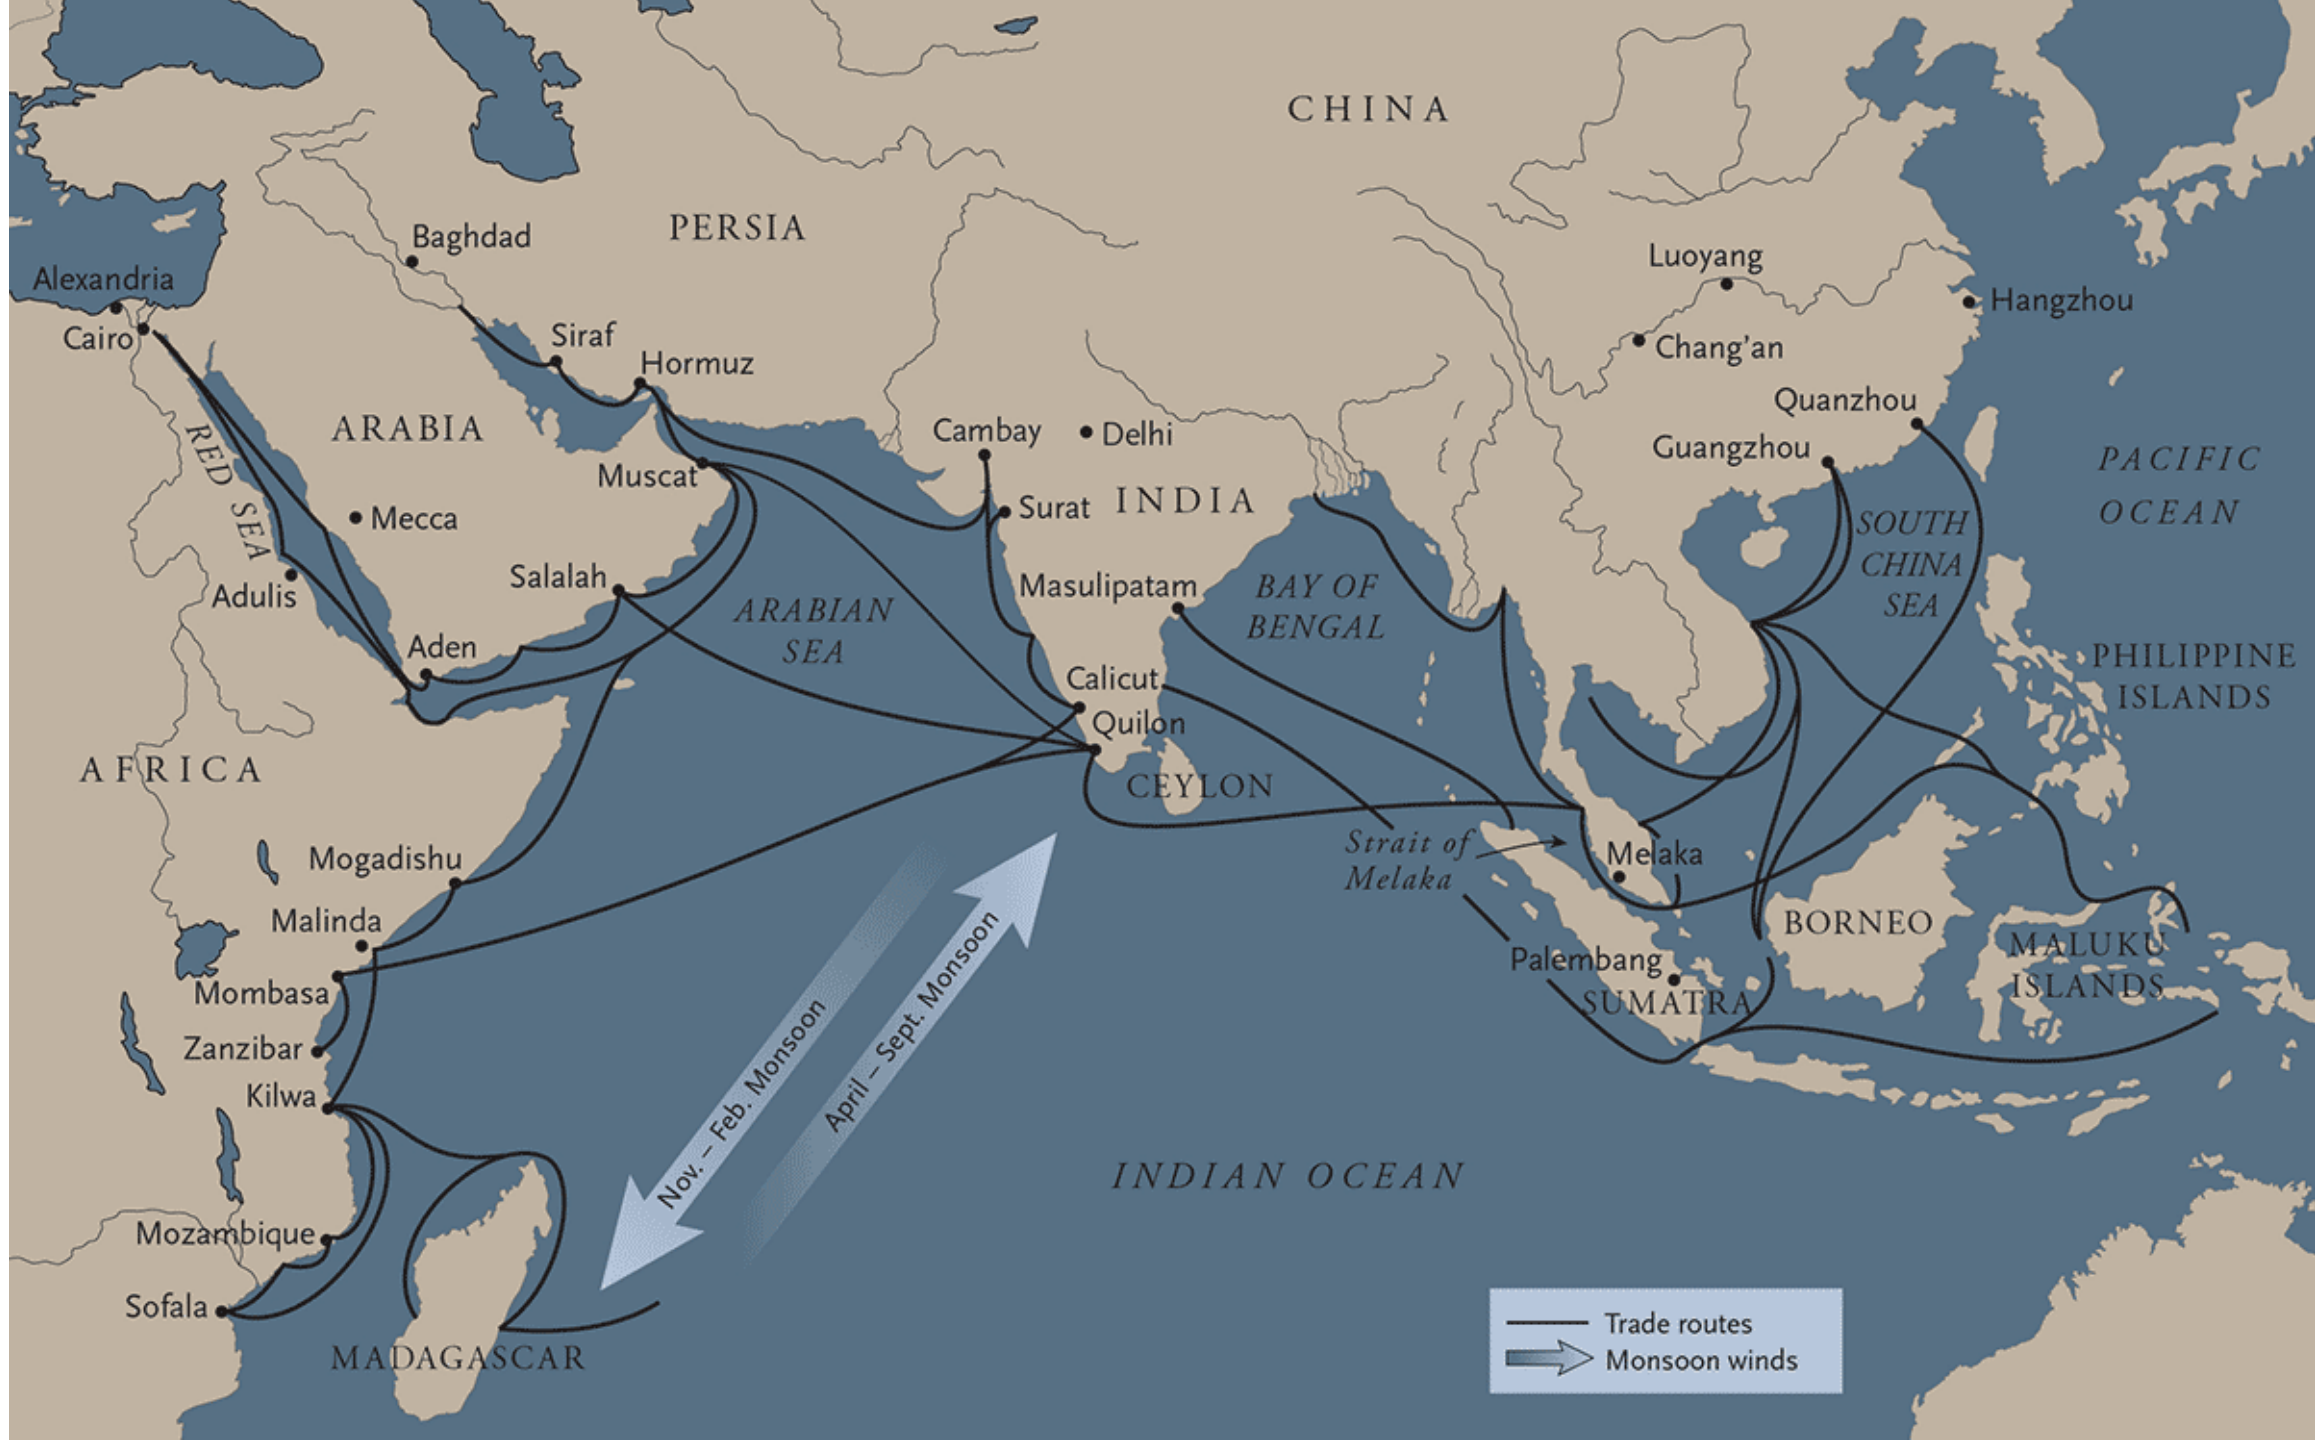 CHINA
PERSIA
Baghdad
Luoyang
Alexandria
Hangzhou
Cairo
Siraf
Hormuz
Chang’an
Quanzhou
ARABIA
Cambay
Delhi
Guangzhou
RED SEA
Muscat
Surat
INDIA
PACIFIC
OCEAN
Mecca
SOUTH
CHINA
SEA
Salalah
Masulipatam
BAY OF
BENGAL
Adulis
ARABIAN
SEA
Aden
Calicut
PHILIPPINE
ISLANDS
Quilon
AFRICA
CEYLON
Strait of
Melaka
Melaka
Mogadishu
Malinda
BORNEO
MALUKU
ISLANDS
Palembang
SUMATRA
Mombasa
Zanzibar
Kilwa
Nov. – Feb. Monsoon
April – Sept. Monsoon
INDIAN OCEAN
Mozambique
Sofala
MADAGASCAR
Trade routes
Monsoon winds